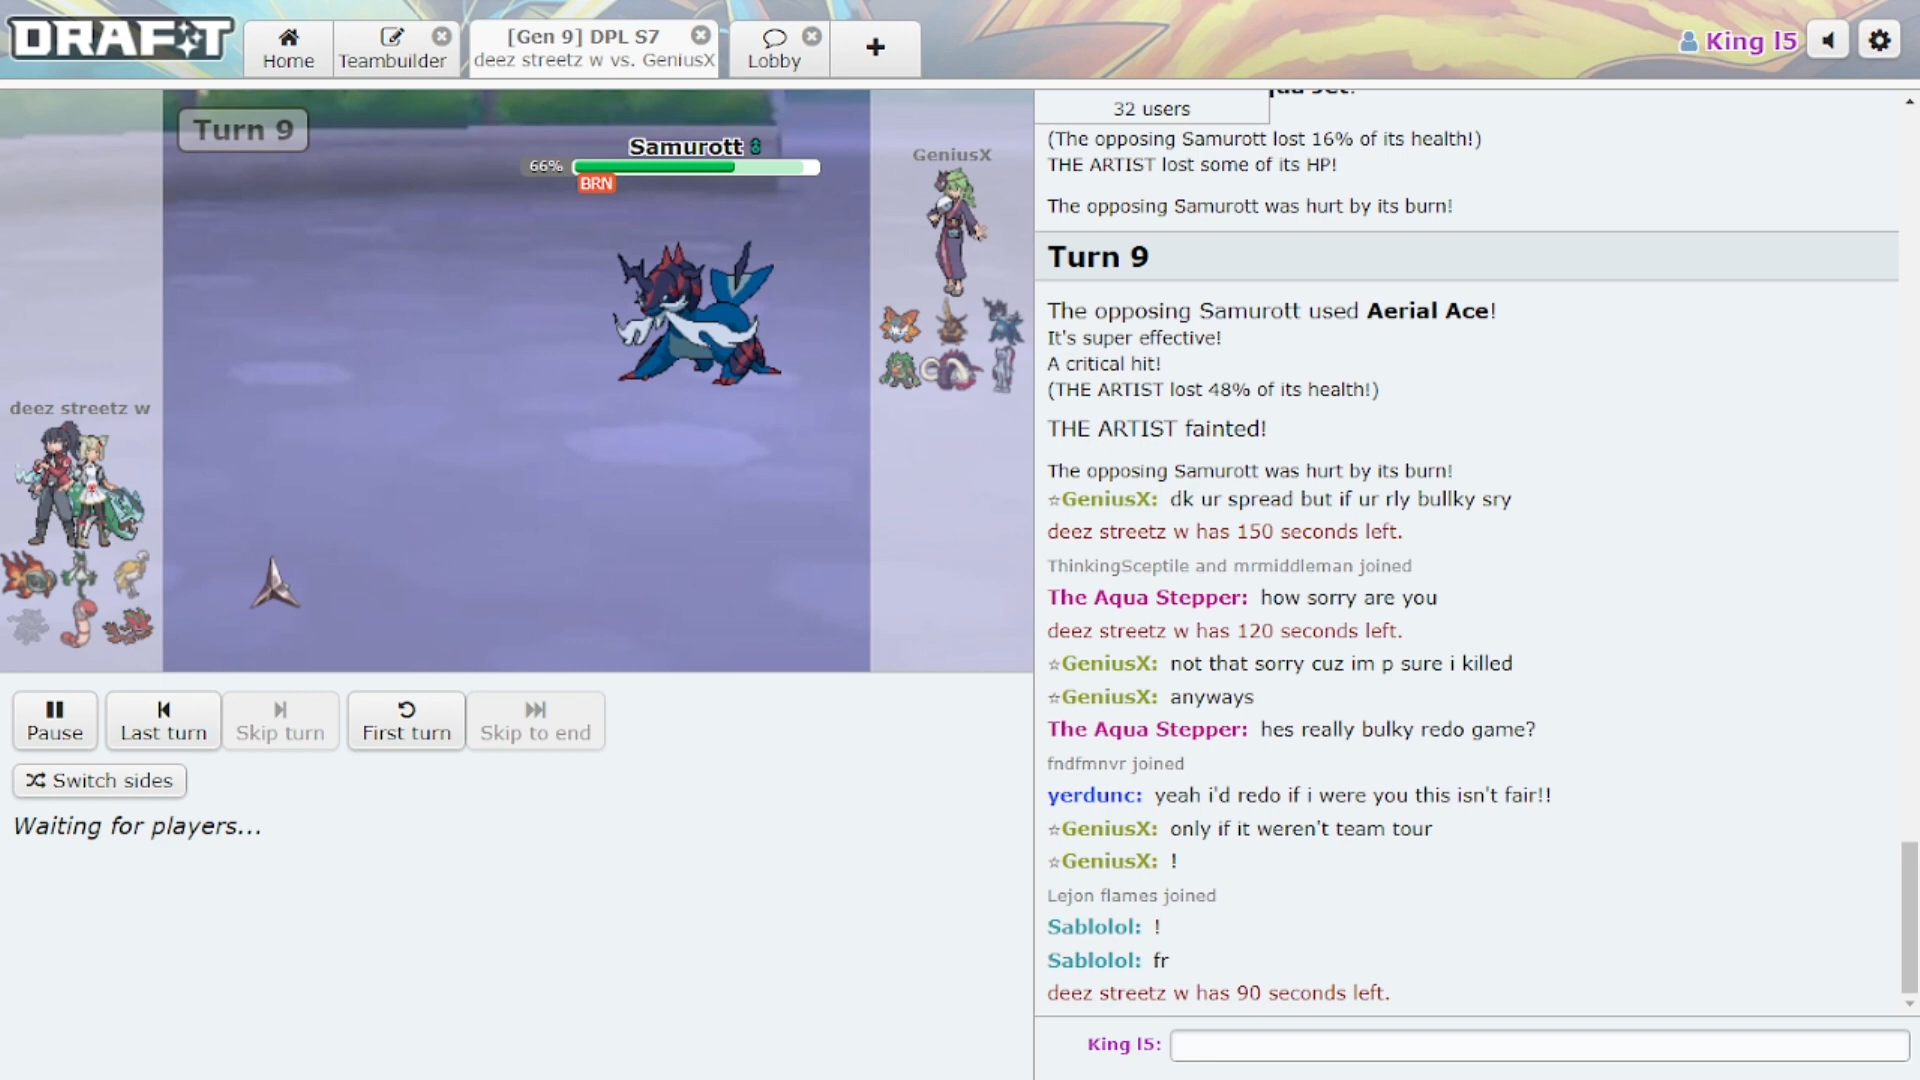 DRAFT
Home
Teambuilder
[Gen 9] DPL S7
deez streetz w vs. GeniusX
Lobby
King l5
Turn 9
Samurott
66%
BRN
GeniusX
deez streetz w
Pause
Last turn
Skip turn
First turn
Skip to end
Switch sides
Waiting for players...
32 users
(The opposing Samurott lost 16% of its health!)
THE ARTIST lost some of its HP!
The opposing Samurott was hurt by its burn!
Turn 9
The opposing Samurott used Aerial Ace!
It's super effective!
A critical hit!
(THE ARTIST lost 48% of its health!)
THE ARTIST fainted!
The opposing Samurott was hurt by its burn!
☆GeniusX: dk ur spread but if ur rly bullky sry
deez streetz w has 150 seconds left.
ThinkingSceptile and mrmiddleman joined
The Aqua Stepper: how sorry are you
deez streetz w has 120 seconds left.
☆GeniusX: not that sorry cuz im p sure i killed
☆GeniusX: anyways
The Aqua Stepper: hes really bulky redo game?
fndfmnvr joined
yerdunc: yeah i'd redo if i were you this isn't fair!!
☆GeniusX: only if it weren't team tour
☆GeniusX: !
Lejon flames joined
Sablolol: !
Sablolol: fr
deez streetz w has 90 seconds left.
King l5: